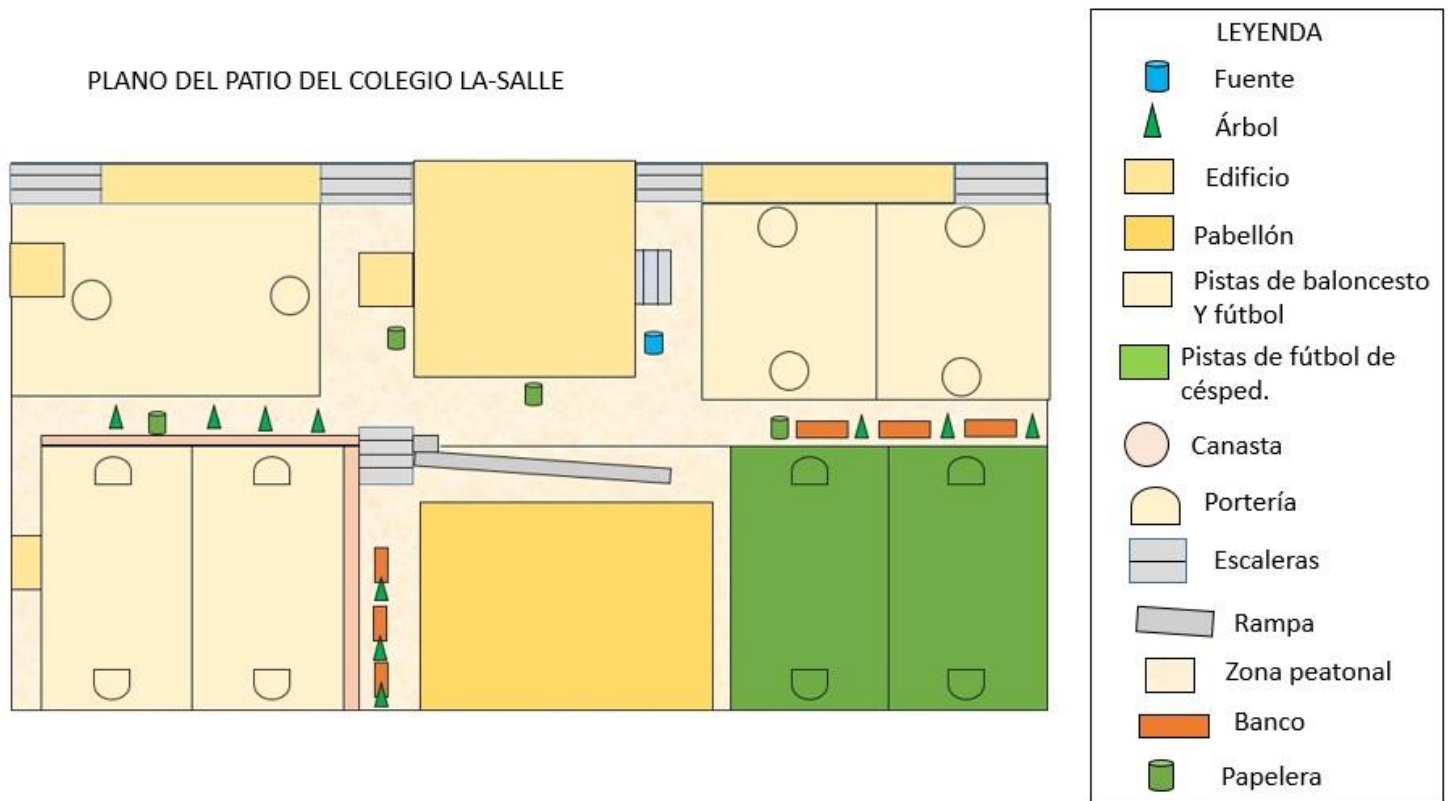 PLANO DEL PATIO DEL COLEGIO LA-SALLE
LEYENDA
Fuente
Árbol
Edificio
Pabellón
Pistas de baloncesto
Y fútbol
Pistas de fútbol de
césped.
Canasta
Portería
Escaleras
Rampa
Zona peatonal
Banco
Papelera